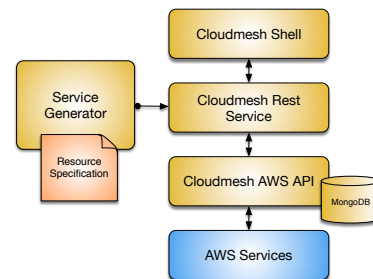 Cloudmesh Shell
Service
Generator
Cloudmesh Rest
Service
Resource
Specification
Cloudmesh AWS API
MongoDB
AWS Services